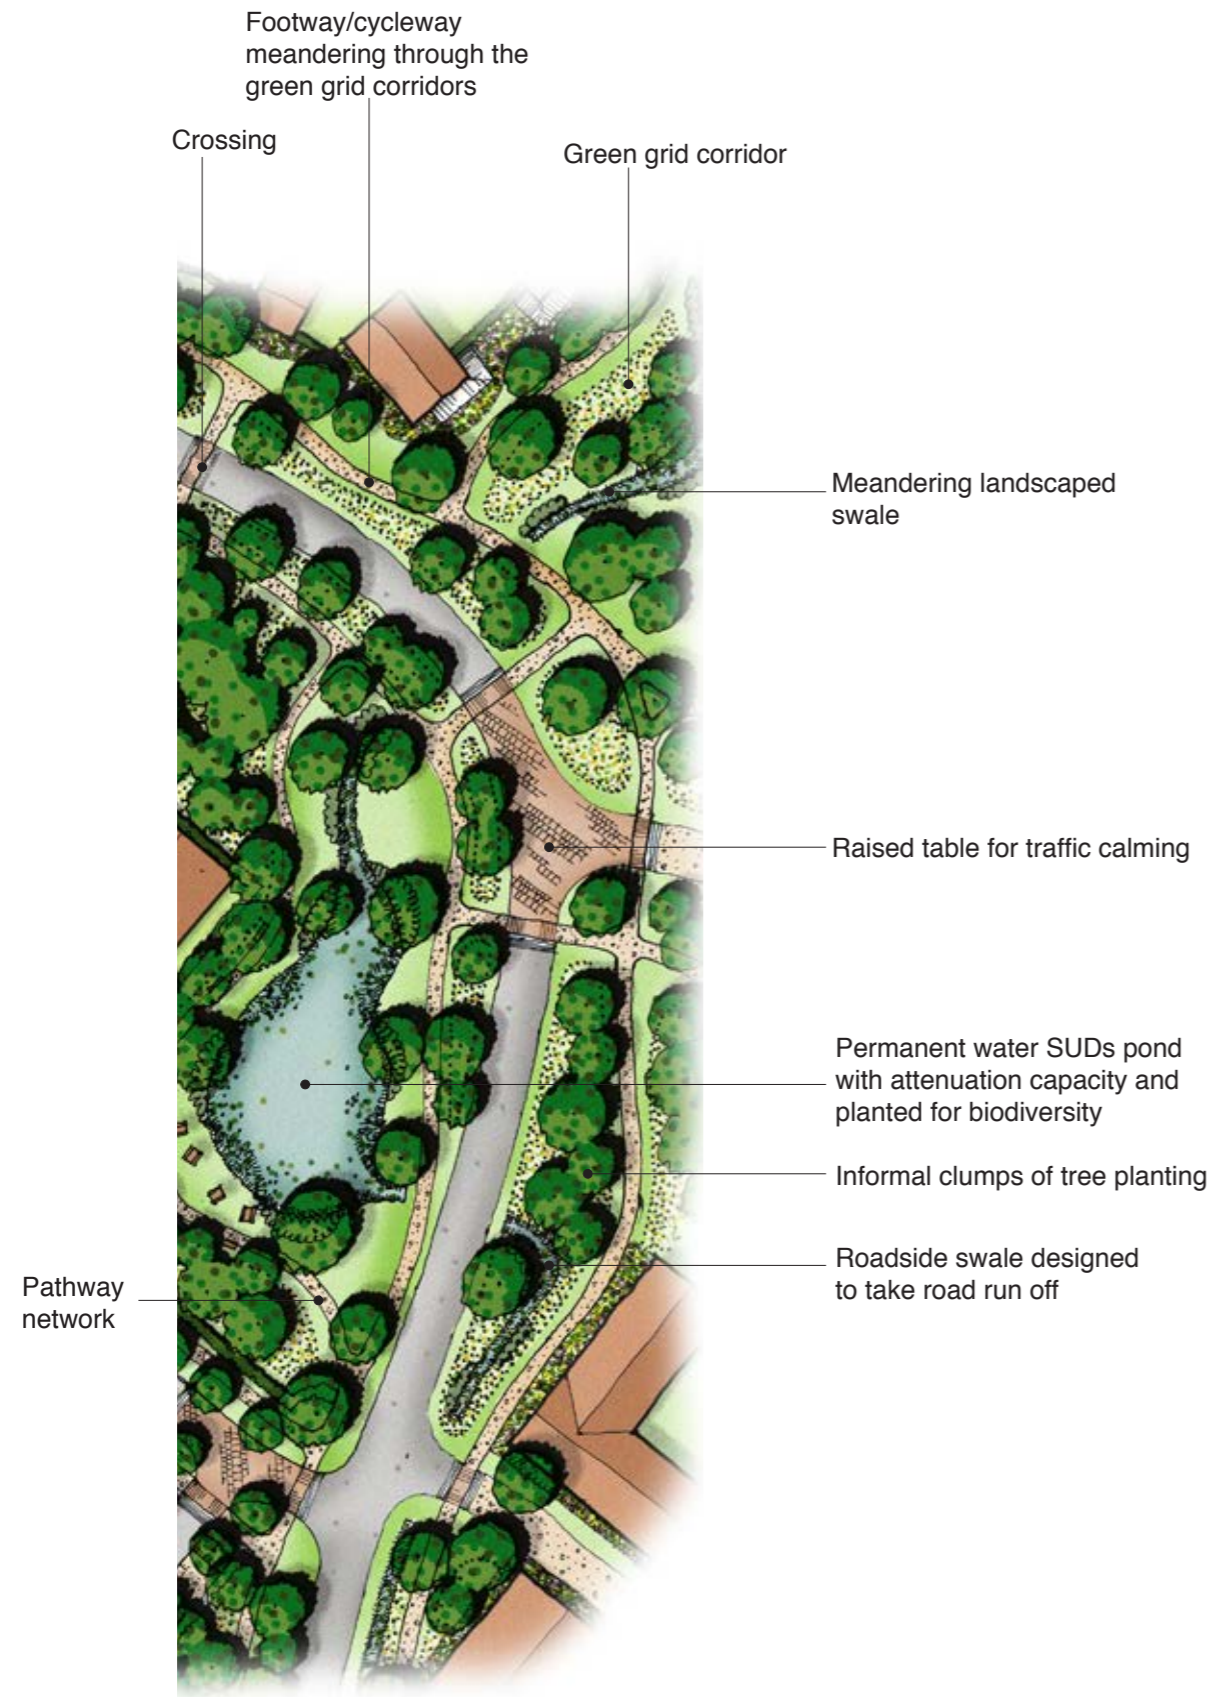 Footway/cycleway
meandering through the
green grid corridors
Crossing
Green grid corridor
Meandering landscaped
swale
Raised table for traffic calming
Permanent water SUDs pond
with attenuation capacity and
planted for biodiversity
Informal clumps of tree planting
Roadside swale designed
to take road run off
Pathway
network